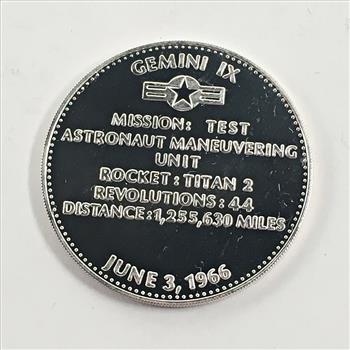 GEMINI IX
MISSION: TEST
ASTRONAUT MANEUVERING
UNIT
ROCKET: TITAN 2
REVOLUTIONS: 44
DISTANCE: 1,255,630 MILES
JUNE 3, 1966